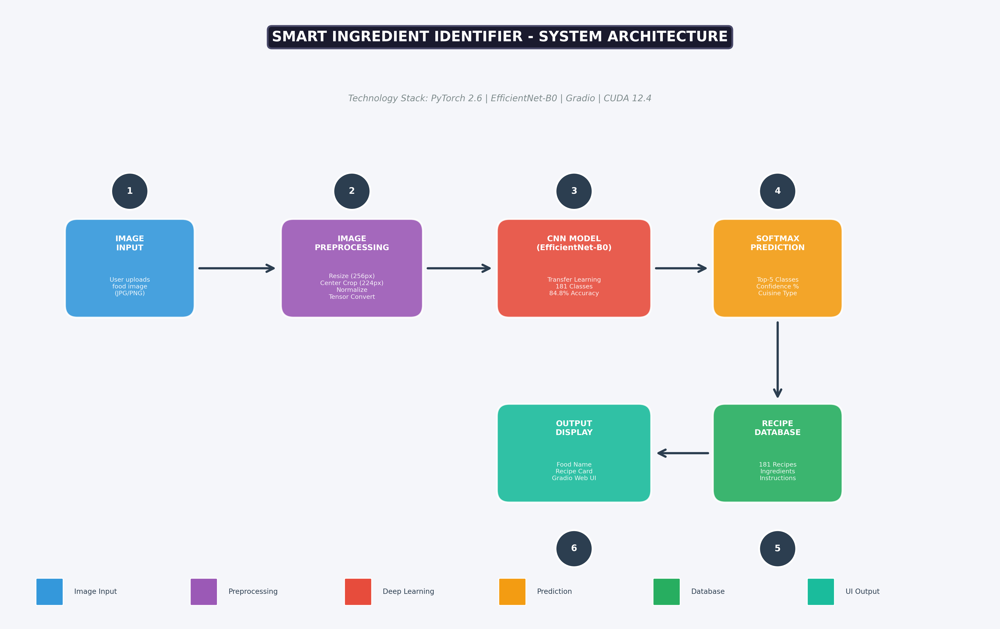 SMART INGREDIENT IDENTIFIER - SYSTEM ARCHITECTURE
Technology Stack: PyTorch 2.6 | EfficientNet-B0 | Gradio | CUDA 12.4
1
IMAGE
INPUT
User uploads
food image
(JPG/PNG)
2
IMAGE
PREPROCESSING
Resize (256px)
Center Crop (224px)
Normalize
Tensor Convert
3
CNN MODEL
(EfficientNet-B0)
Transfer Learning
181 Classes
84.8% Accuracy
4
SOFTMAX
PREDICTION
Top-5 Classes
Confidence %
Cuisine Type
RECIPE
DATABASE
181 Recipes
Ingredients
Instructions
5
OUTPUT
DISPLAY
Food Name
Recipe Card
Gradio Web UI
6
Image Input
Preprocessing
Deep Learning
Prediction
Database
UI Output